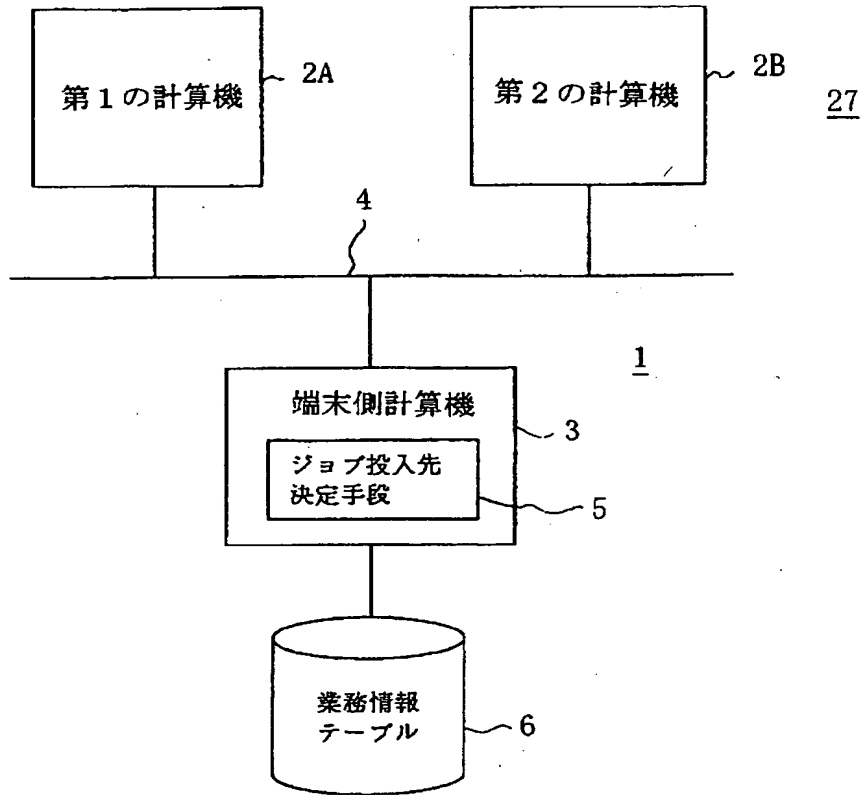 第1の計算機
2A
第2の計算機
2B
27
4
1
端末側計算機
3
ジョブ投入先
決定手段
5
業務情報
テーブル
6